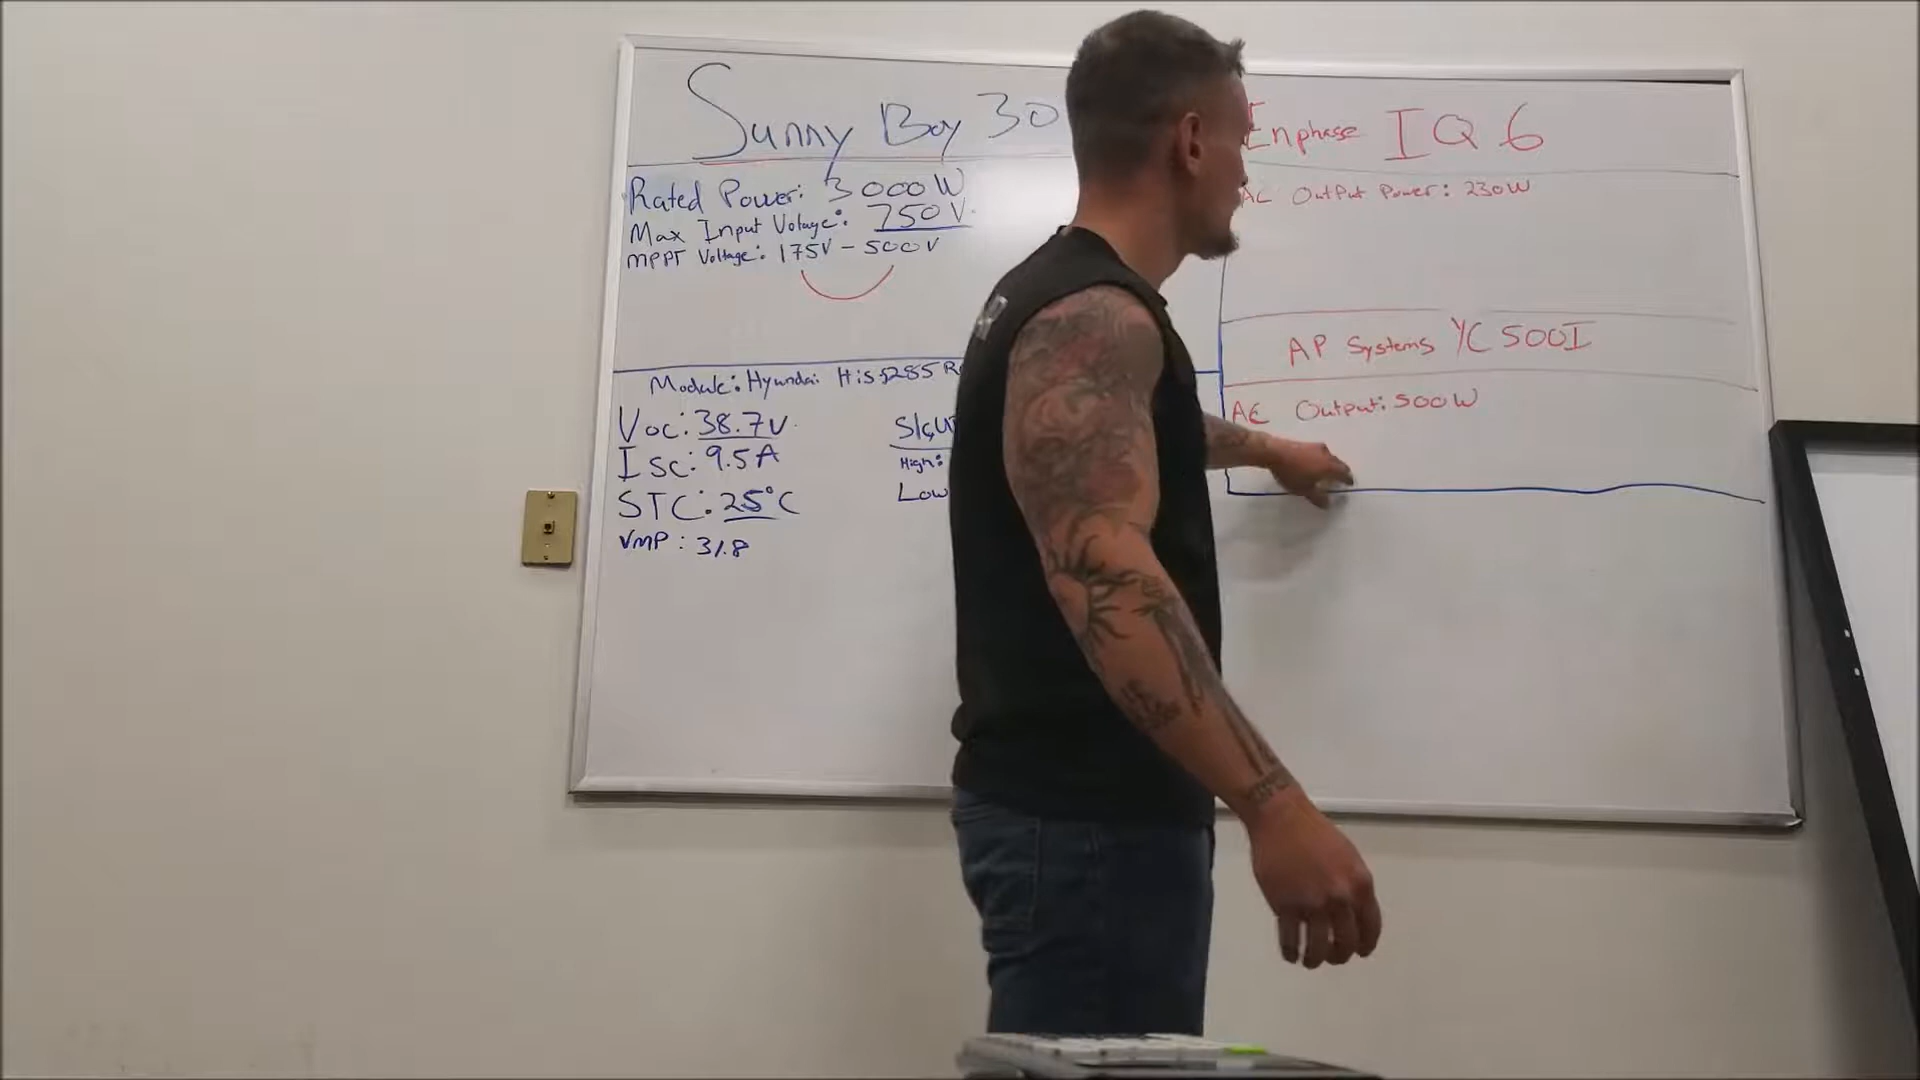 Sunny Boy 30
Rated Power: 3000W
Max Input Voltage: 750V
MPPT Voltage: 175V - 500V
Module: Hyundai HiS S285R
Voc: 38.7V
Isc: 9.5A
STC: 25°C
VMP: 31.8
High:
Low
Enphase IQ6
AC Output Power: 230W
AP Systems YC500I
AC Output: 500W